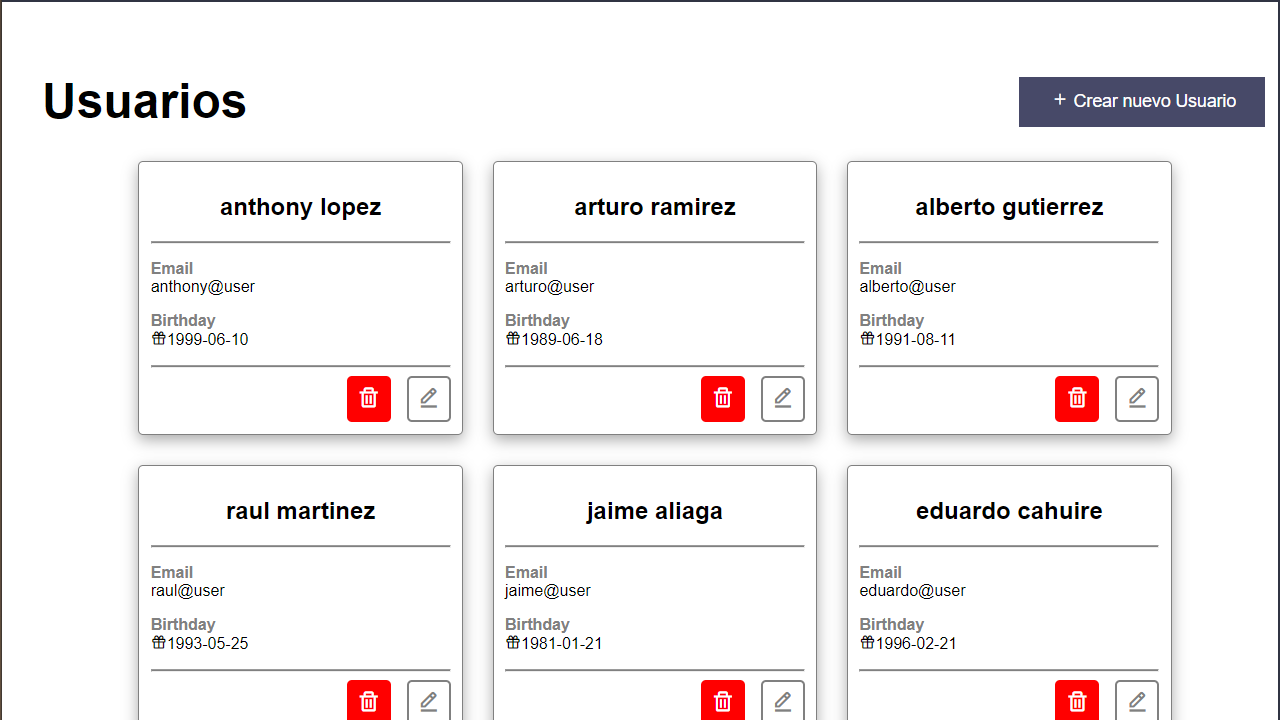 Usuarios
+ Crear nuevo Usuario
anthony lopez
Email
anthony@user
Birthday
1999-06-10
arturo ramirez
Email
arturo@user
Birthday
1989-06-18
alberto gutierrez
Email
alberto@user
Birthday
1991-08-11
raul martinez
Email
raul@user
Birthday
1993-05-25
jaime aliaga
Email
jaime@user
Birthday
1981-01-21
eduardo cahuire
Email
eduardo@user
Birthday
1996-02-21